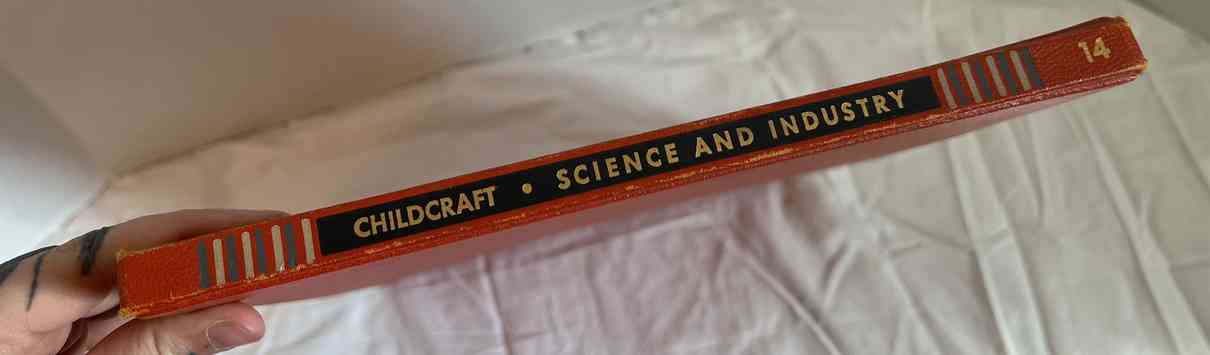 CHILDCRAFT • SCIENCE AND INDUSTRY
14